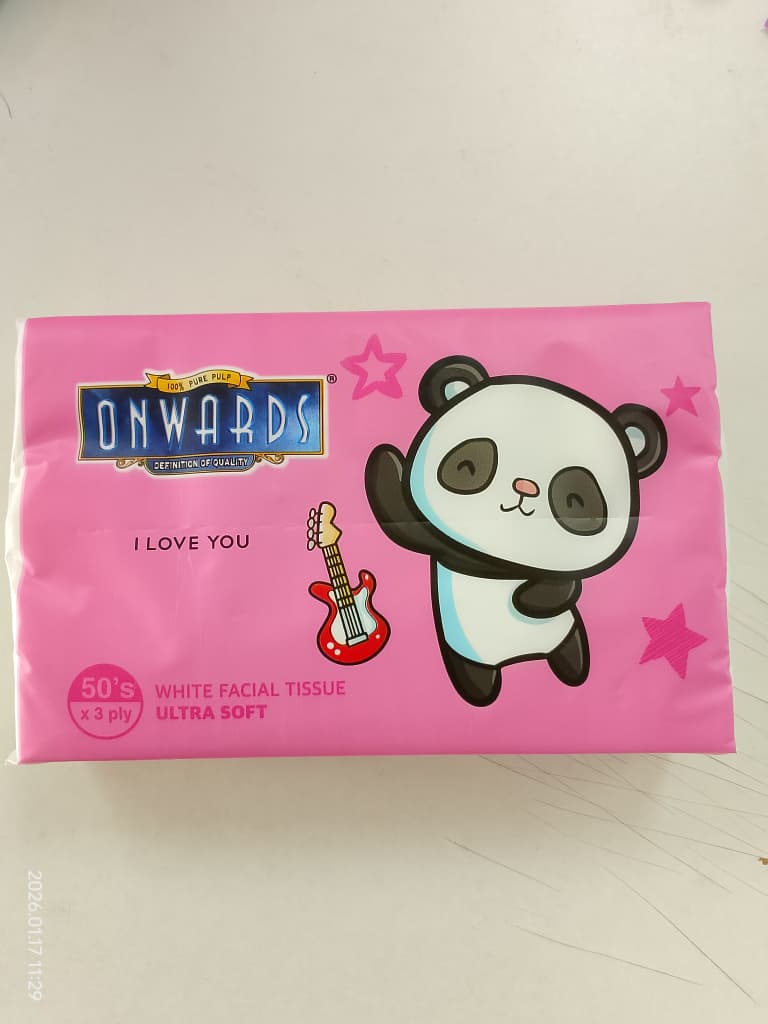 100% PURE PULP
ONWARDS®
DEFINITION OF QUALITY
I LOVE YOU
50's
x 3 ply
WHITE FACIAL TISSUE
ULTRA SOFT
2026.01.17 11:29